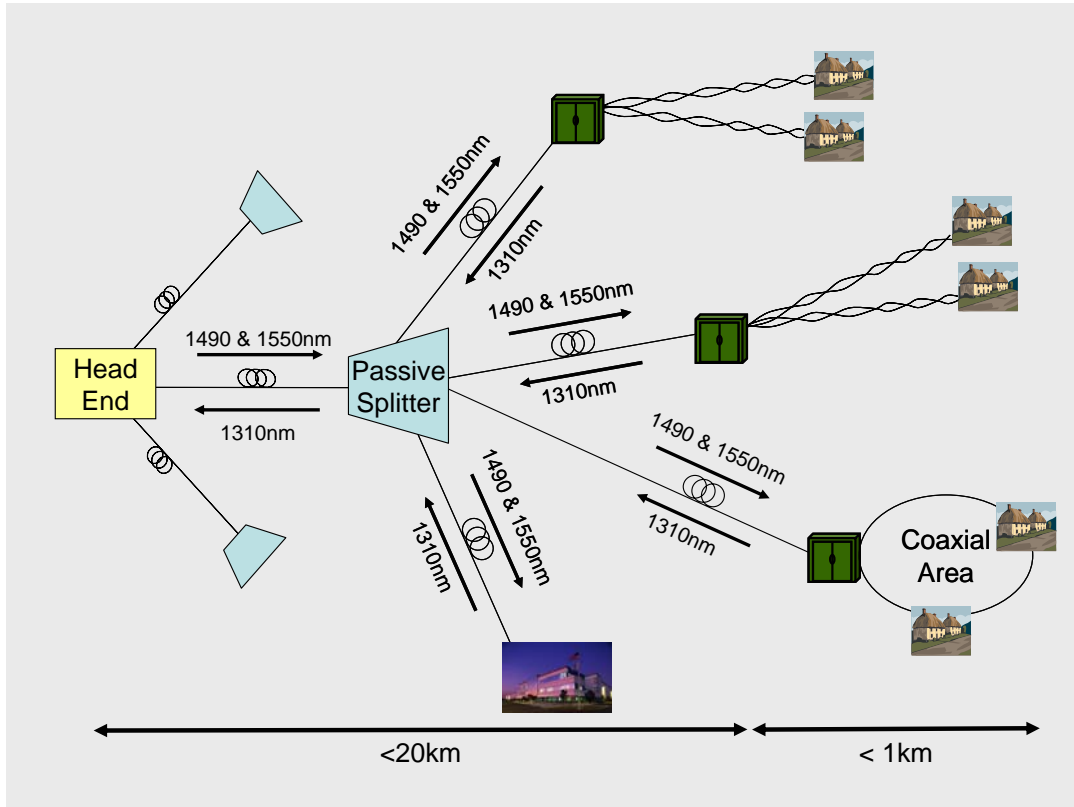 1490 & 1550nm
1310nm
1490 & 1550nm
1310nm
Head
End
1490 & 1550nm
1310nm
Passive
Splitter
1490 & 1550nm
1310nm
1490 & 1550nm
1310nm
Coaxial
Area
<20km
< 1km